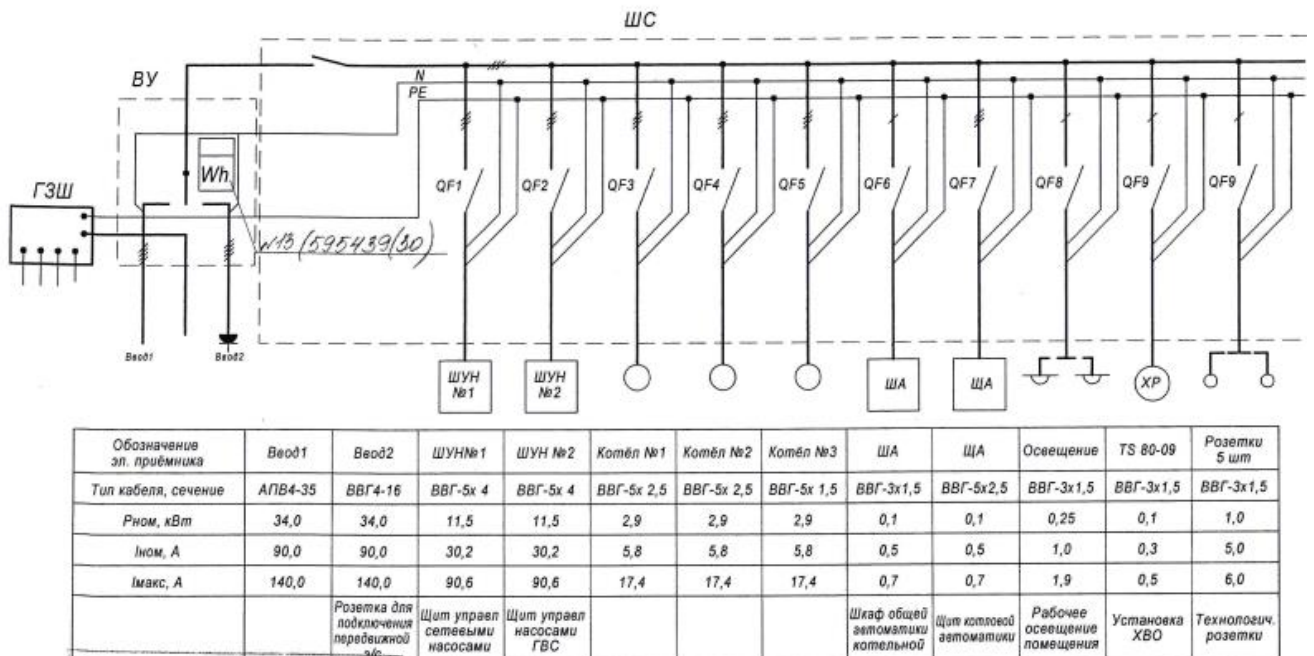 ШС
ВУ
N
PE
ГЗШ
Wh
QF1 QF2 QF3 QF4 QF5 QF6 QF7 QF8 QF9 QF9
№13 (595439/30)
Ввод1 Ввод2
ШУН №1 ШУН №2 ША ЩА ХР
Обозначение эл. приёмника Ввод1 Ввод2 ШУН№1 ШУН №2 Котёл №1 Котёл №2 Котёл №3 ША ЩА Освещение TS 80-09 Розетки 5 шт
Тип кабеля, сечение АПВ4-35 ВВГ4-16 ВВГ-5х 4 ВВГ-5х 4 ВВГ-5х 2,5 ВВГ-5х 2,5 ВВГ-5х 1,5 ВВГ-3х1,5 ВВГ-5х2,5 ВВГ-3х1,5 ВВГ-3х1,5 ВВГ-3х1,5
Рном, кВт 34,0 34,0 11,5 11,5 2,9 2,9 2,9 0,1 0,1 0,25 0,1 1,0
Iном, А 90,0 90,0 30,2 30,2 5,8 5,8 5,8 0,5 0,5 1,0 0,3 5,0
Iмакс, А 140,0 140,0 90,6 90,6 17,4 17,4 17,4 0,7 0,7 1,9 0,5 6,0
Розетка для подключения передвижной э/с Щит управл сетевыми насосами Щит управл насосами ГВС Шкаф общей автоматики котельной Щит котловой автоматики Рабочее освещение помещения Установка ХВО Технологич. розетки